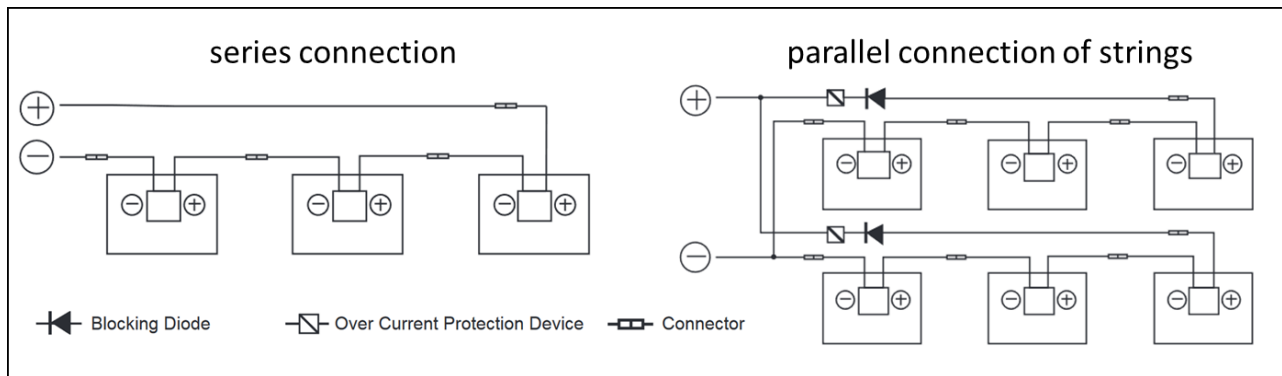 series connection
parallel connection of strings
+
−
− + − + − +
+
− + − + − +
−
− + − + − +
Blocking Diode Over Current Protection Device Connector